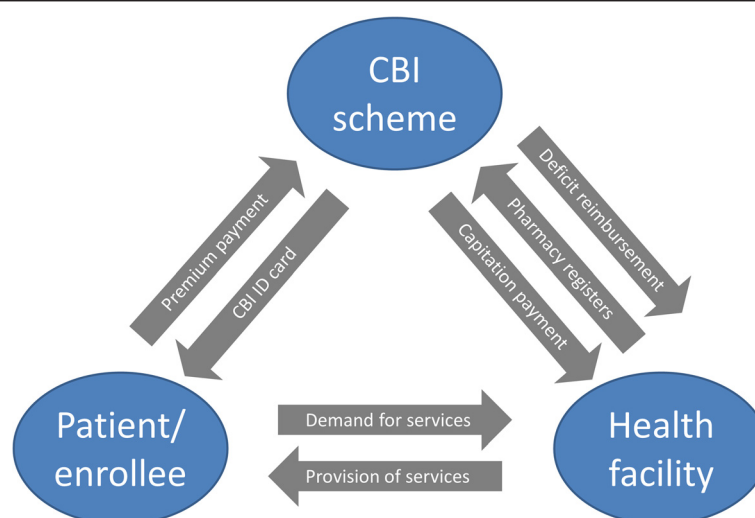 CBI
scheme
Premium payment
CBI ID card
Capitation payment
Pharmacy registers
Deficit reimbursement
Patient/
enrollee
Demand for services
Provision of services
Health
facility